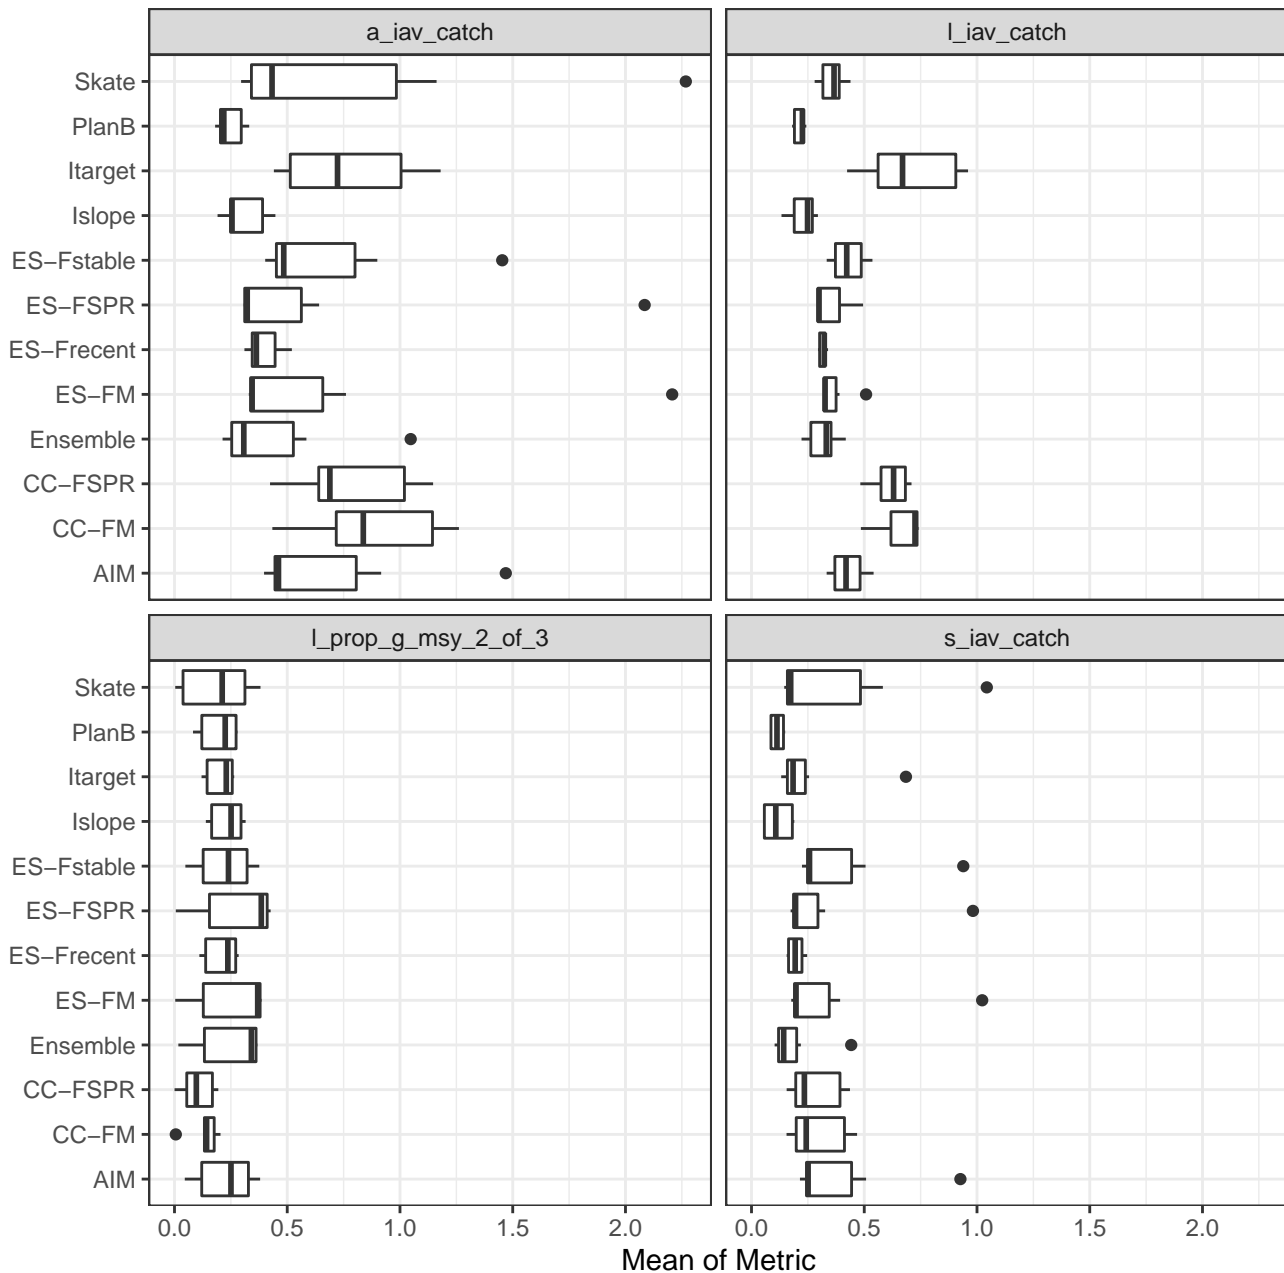 a_iav_catch
l_iav_catch
Skate
PlanB
Itarget
Islope
ES−Fstable
ES−FSPR
ES−Frecent
ES−FM
Ensemble
CC−FSPR
CC−FM
AIM
l_prop_g_msy_2_of_3
s_iav_catch
Skate
PlanB
Itarget
Islope
ES−Fstable
ES−FSPR
ES−Frecent
ES−FM
Ensemble
CC−FSPR
CC−FM
AIM
0.0 0.5 1.0 1.5 2.0
0.0 0.5 1.0 1.5 2.0
Mean of Metric